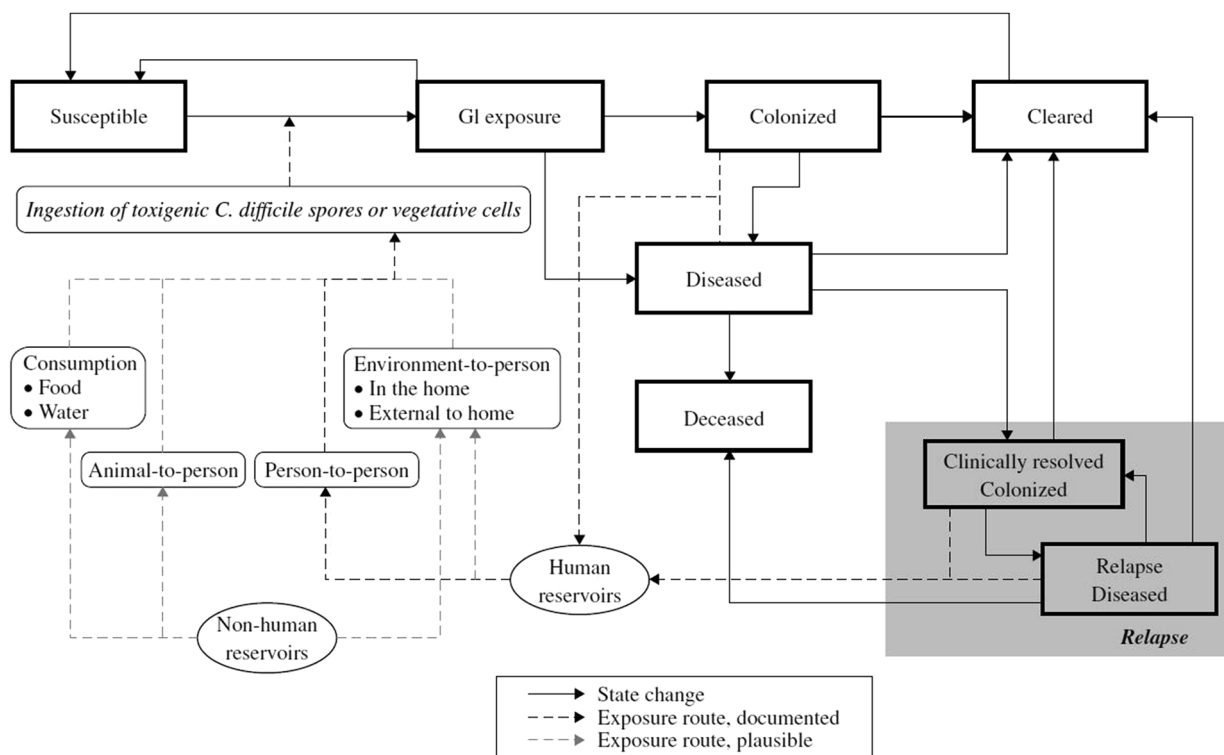 Susceptible
GI exposure
Colonized
Cleared
Ingestion of toxigenic C. difficile spores or vegetative cells
Diseased
Consumption
• Food
• Water
Environment-to-person
• In the home
• External to home
Deceased
Animal-to-person
Person-to-person
Clinically resolved
Colonized
Human
reservoirs
Relapse
Diseased
Non-human
reservoirs
Relapse
State change
Exposure route, documented
Exposure route, plausible